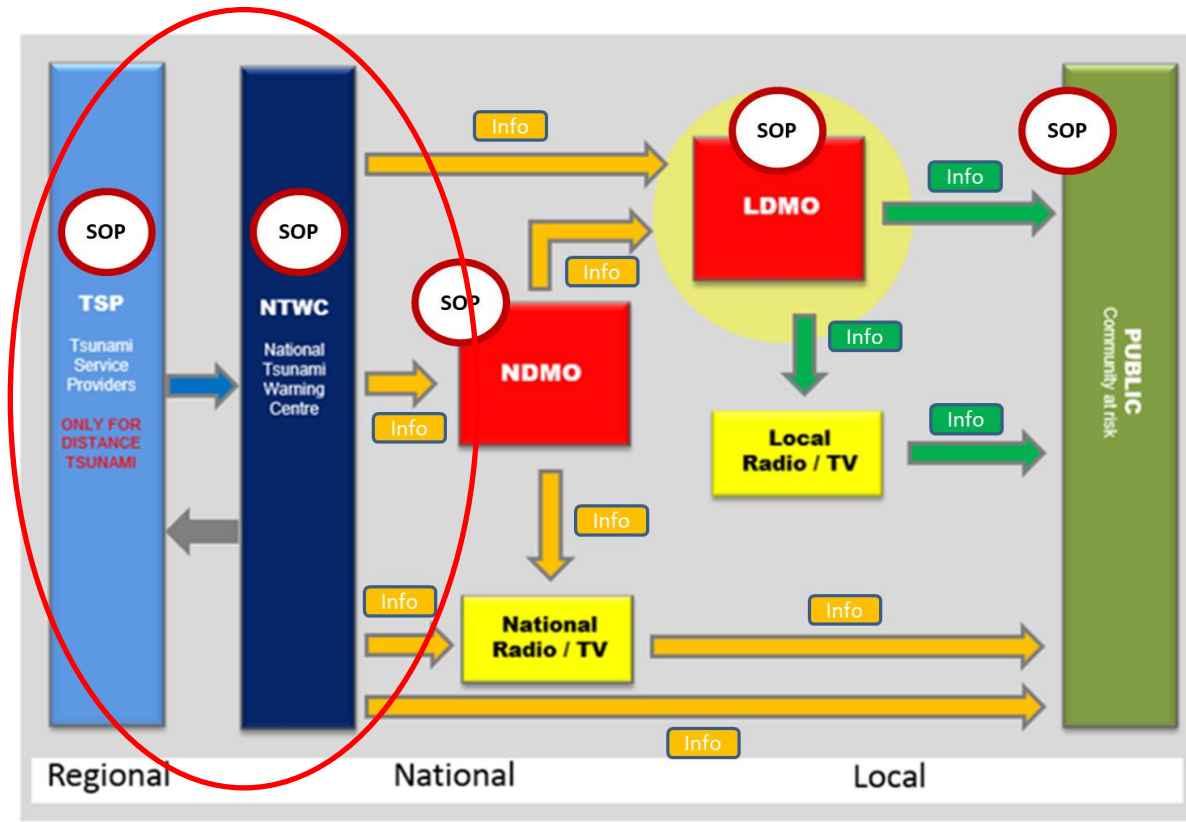 SOP
TSP
Tsunami
Service
Providers
ONLY FOR
DISTANCE
TSUNAMI
SOP
NTWC
National
Tsunami
Warning
Centre
Info
SOP
LDMO
Info
SOP
Info
SOP
NDMO
Info
Info
Local
Radio / TV
Info
Info
Info
National
Radio / TV
Info
Info
PUBLIC
Community at risk
Regional
National
Local